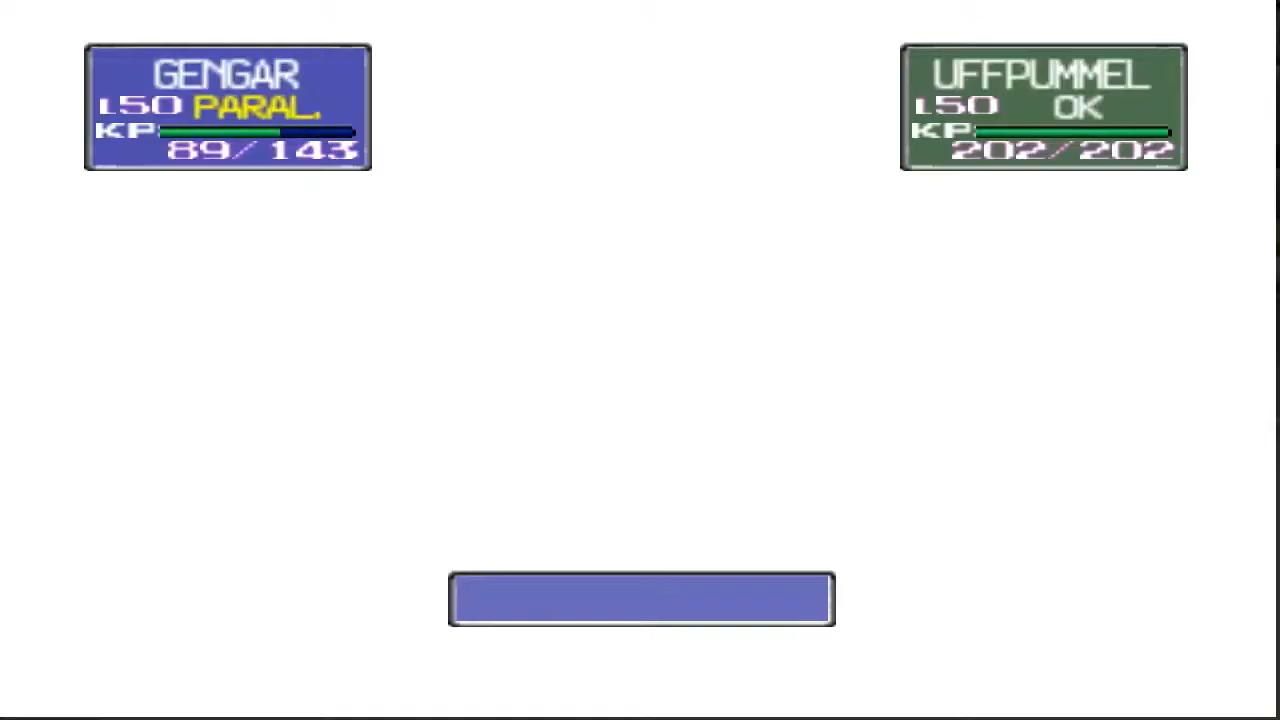 GENGAR
L50 PARAL.
KP:
89/143
UFFPUMMEL
L50 OK
KP:
202/202